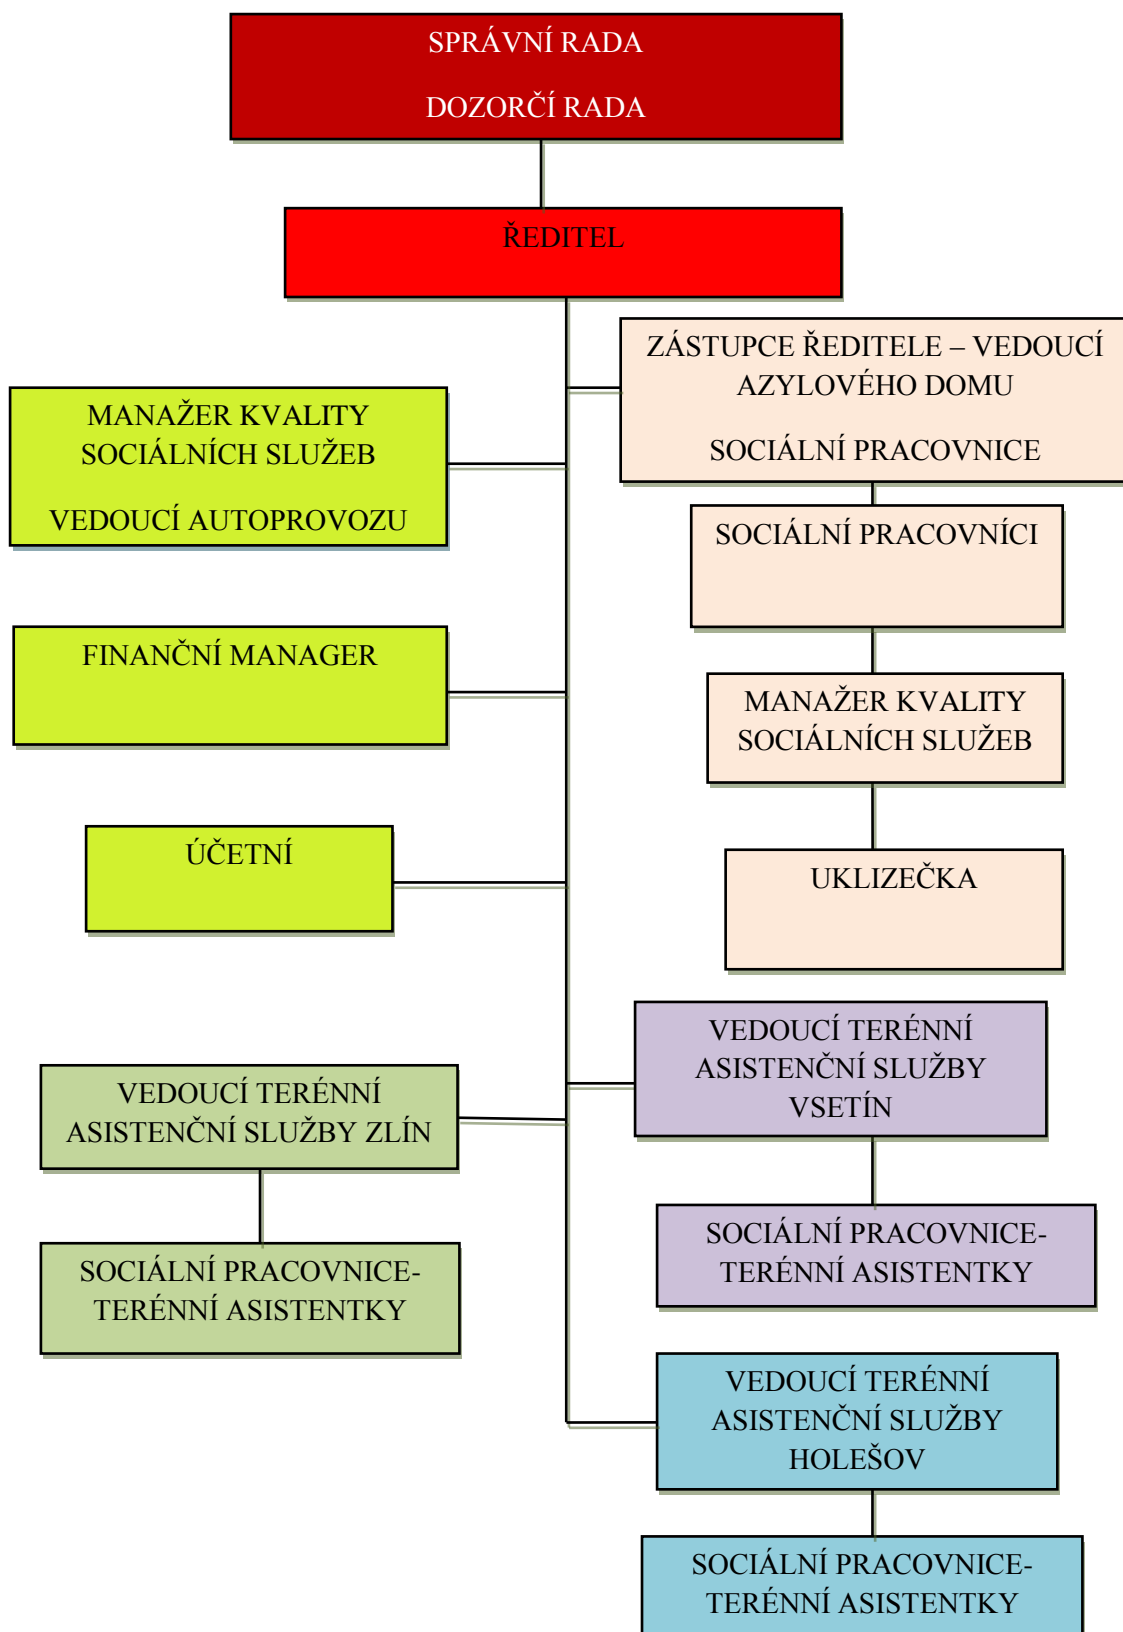 SPRÁVNÍ RADA
DOZORČÍ RADA
ŘEDITEL
ZÁSTUPCE ŘEDITELE – VEDOUCÍ
AZYLOVÉHO DOMU
SOCIÁLNÍ PRACOVNICE
MANAŽER KVALITY
SOCIÁLNÍCH SLUŽEB
VEDOUCÍ AUTOPROVOZU
SOCIÁLNÍ PRACOVNÍCI
FINANČNÍ MANAGER
MANAŽER KVALITY
SOCIÁLNÍCH SLUŽEB
ÚČETNÍ
UKLIZEČKA
VEDOUCÍ TERÉNNÍ
ASISTENČNÍ SLUŽBY
VSETÍN
VEDOUCÍ TERÉNNÍ
ASISTENČNÍ SLUŽBY ZLÍN
SOCIÁLNÍ PRACOVNICE-
TERÉNNÍ ASISTENTKY
SOCIÁLNÍ PRACOVNICE-
TERÉNNÍ ASISTENTKY
VEDOUCÍ TERÉNNÍ
ASISTENČNÍ SLUŽBY
HOLEŠOV
SOCIÁLNÍ PRACOVNICE-
TERÉNNÍ ASISTENTKY